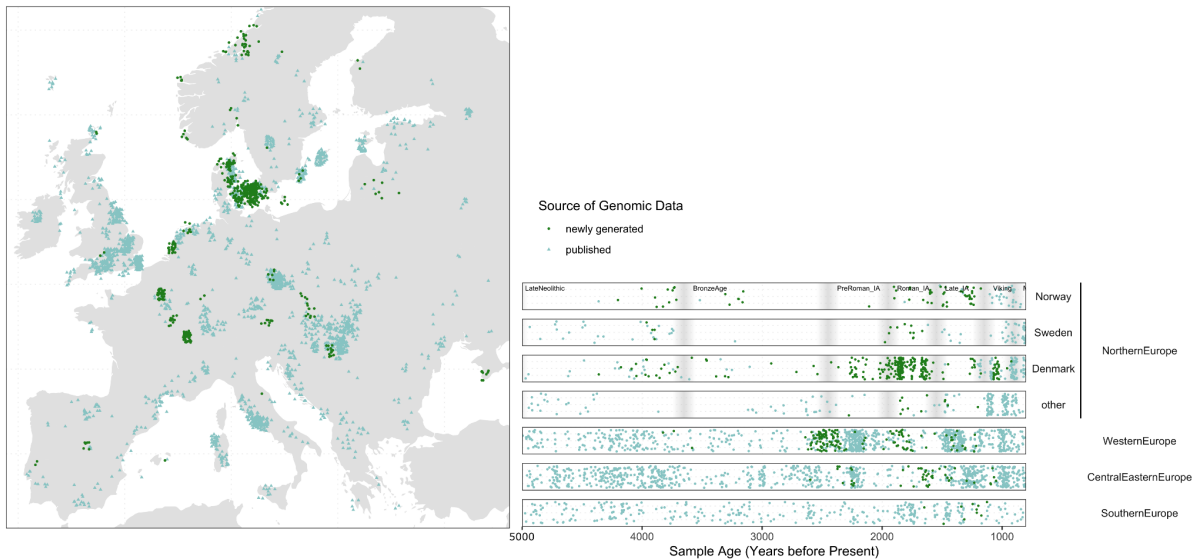 Source of Genomic Data
newly generated
published
LateNeolithic BronzeAge PreRoman_IA Roman_IA Late_IA Viking M
Norway
Sweden
NorthernEurope
Denmark
other
WesternEurope
CentralEasternEurope
SouthernEurope
5000 4000 3000 2000 1000
Sample Age (Years before Present)